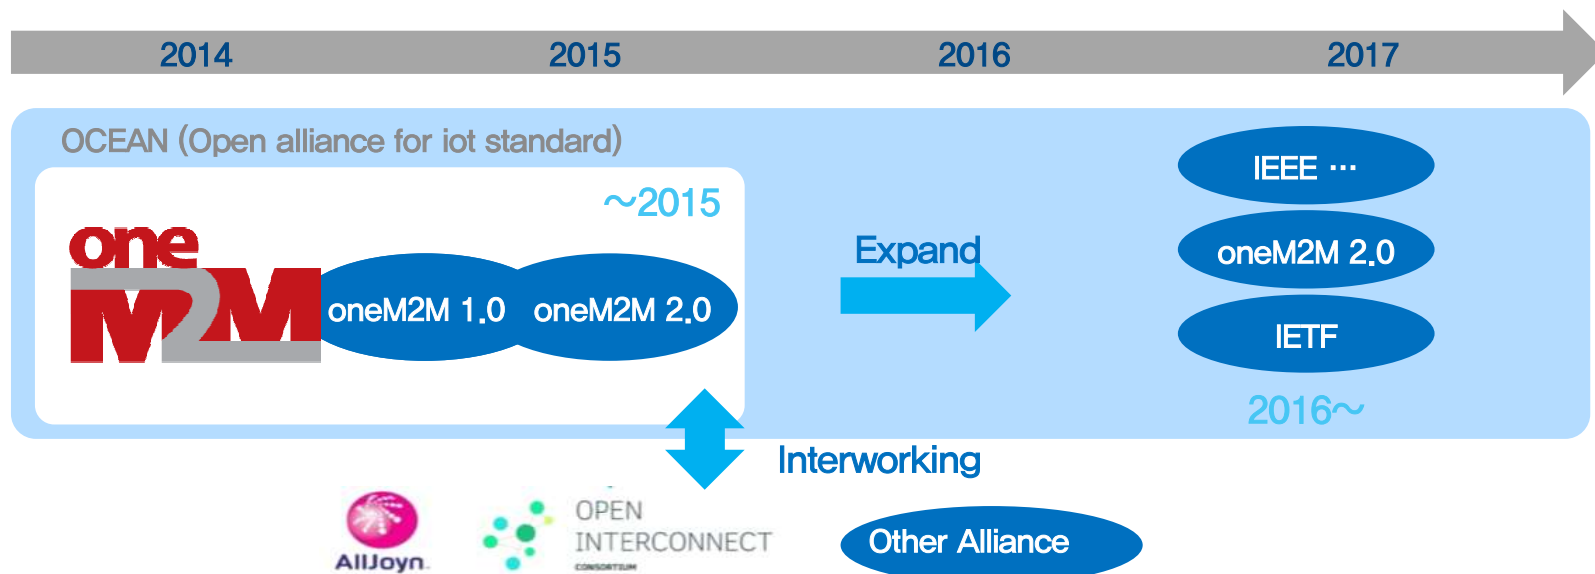 2014 2015 2016 2017
OCEAN (Open alliance for iot standard)
~2015
one
M2M
oneM2M 1.0 oneM2M 2.0
Expand
IEEE ···
oneM2M 2.0
IETF
2016~
Interworking
AllJoyn
OPEN
INTERCONNECT
CONSORTIUM
Other Alliance